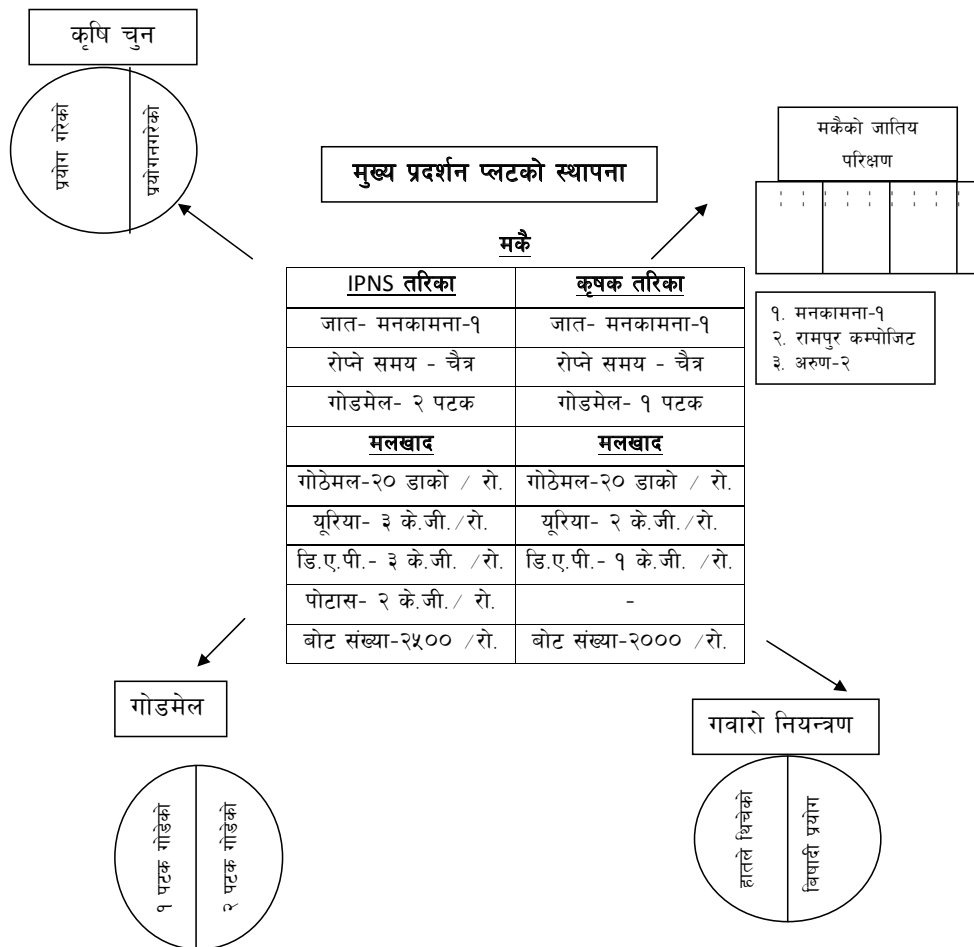 कृषि चुन
प्रयोग गरेको
प्रयोगनगरेको
मकैको जातिय
परिक्षण
मुख्य प्रदर्शन प्लटको स्थापना
१. मनकामना-१
२. रामपुर कम्पोजिट
३. अरुण-२
मकै
IPNS तरिका कृषक तरिका
जात- मनकामना-१ जात- मनकामना-१
रोप्ने समय - चैत्र रोप्ने समय - चैत्र
गोडमेल- २ पटक गोडमेल- १ पटक
मलखाद मलखाद
गोठेमल-२० डाको / रो. गोठेमल-२० डाको / रो.
यूरिया- ३ के.जी./रो. यूरिया- २ के.जी./रो.
डि.ए.पी.- ३ के.जी. /रो. डि.ए.पी.- १ के.जी. /रो.
पोटास- २ के.जी./ रो. -
बोट संख्या-२५०० /रो. बोट संख्या-२००० /रो.
गोडमेल
१ पटक गोडेको
२ पटक गोडेको
गवारो नियन्त्रण
हातले थिचेको
बिषादी प्रयोग